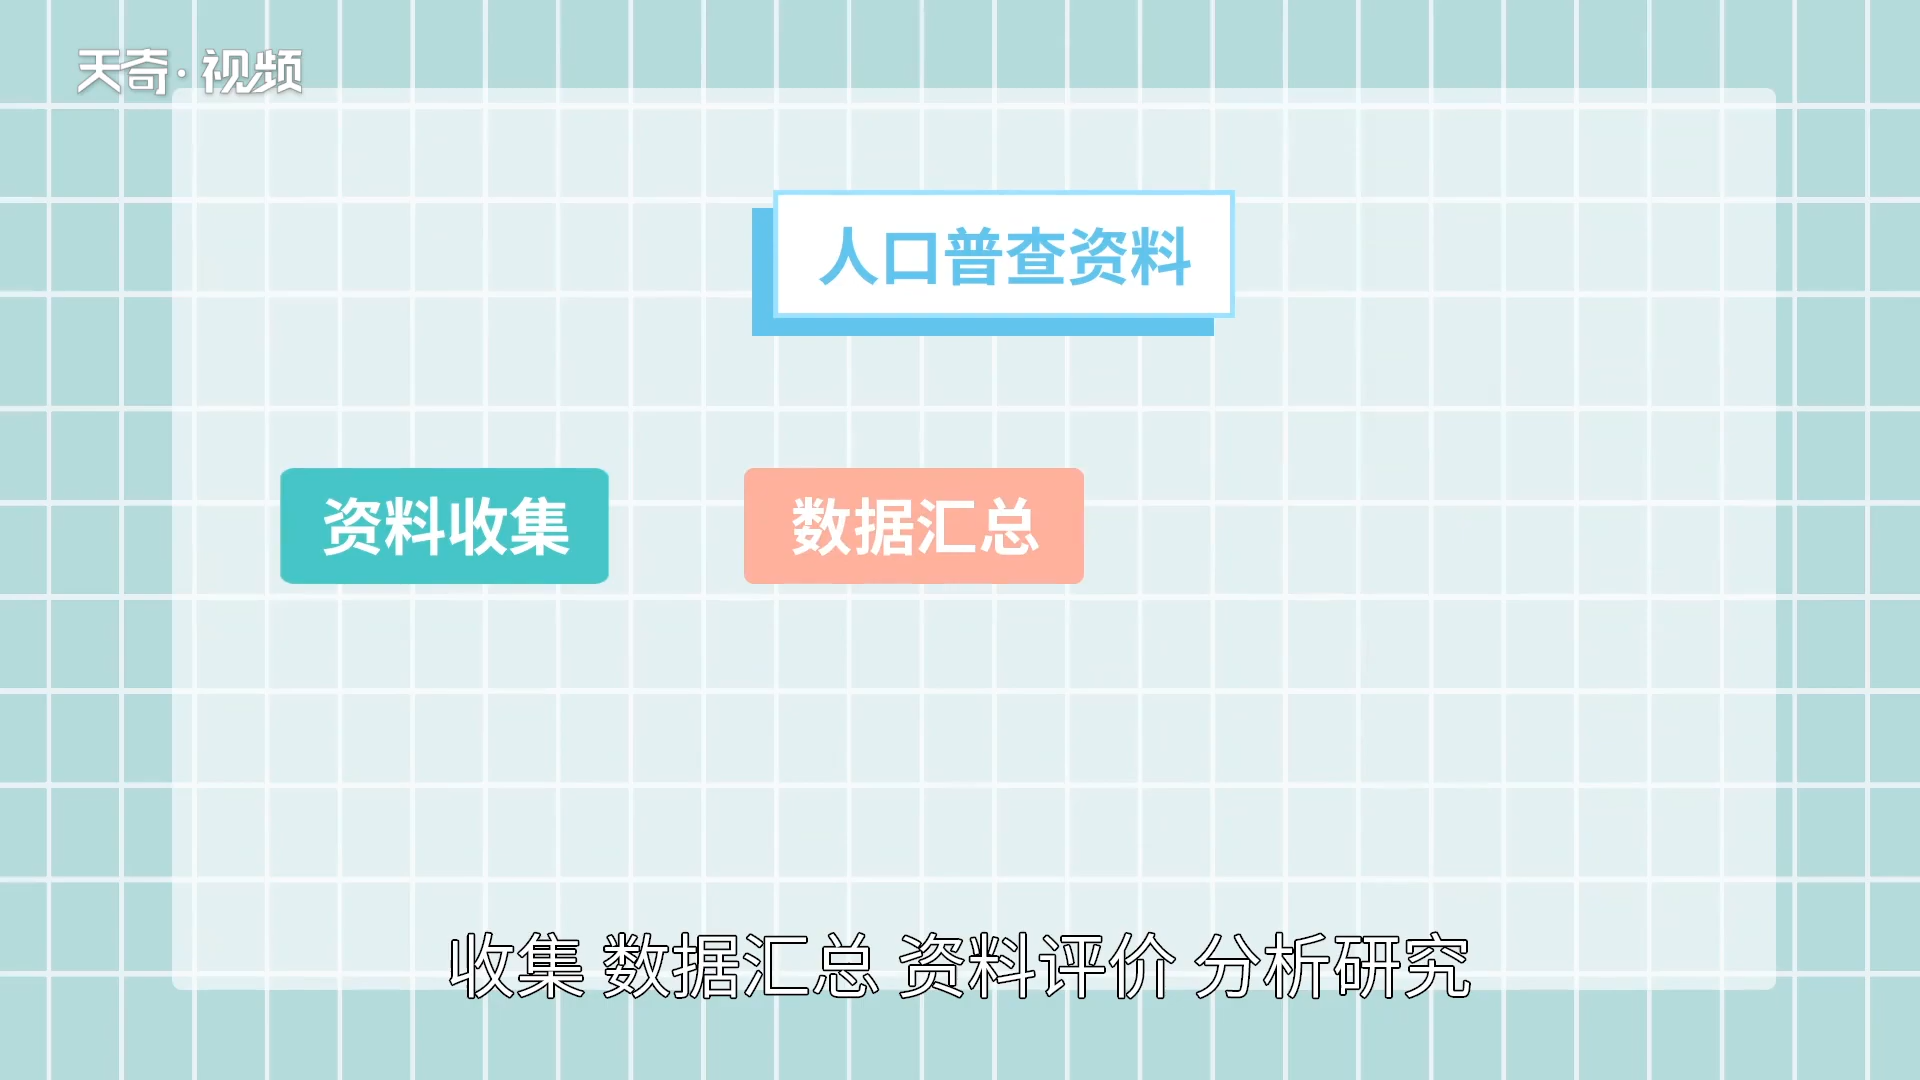 天奇·视频
人口普查资料
资料收集
数据汇总
收集 数据汇总 资料评价 分析研究